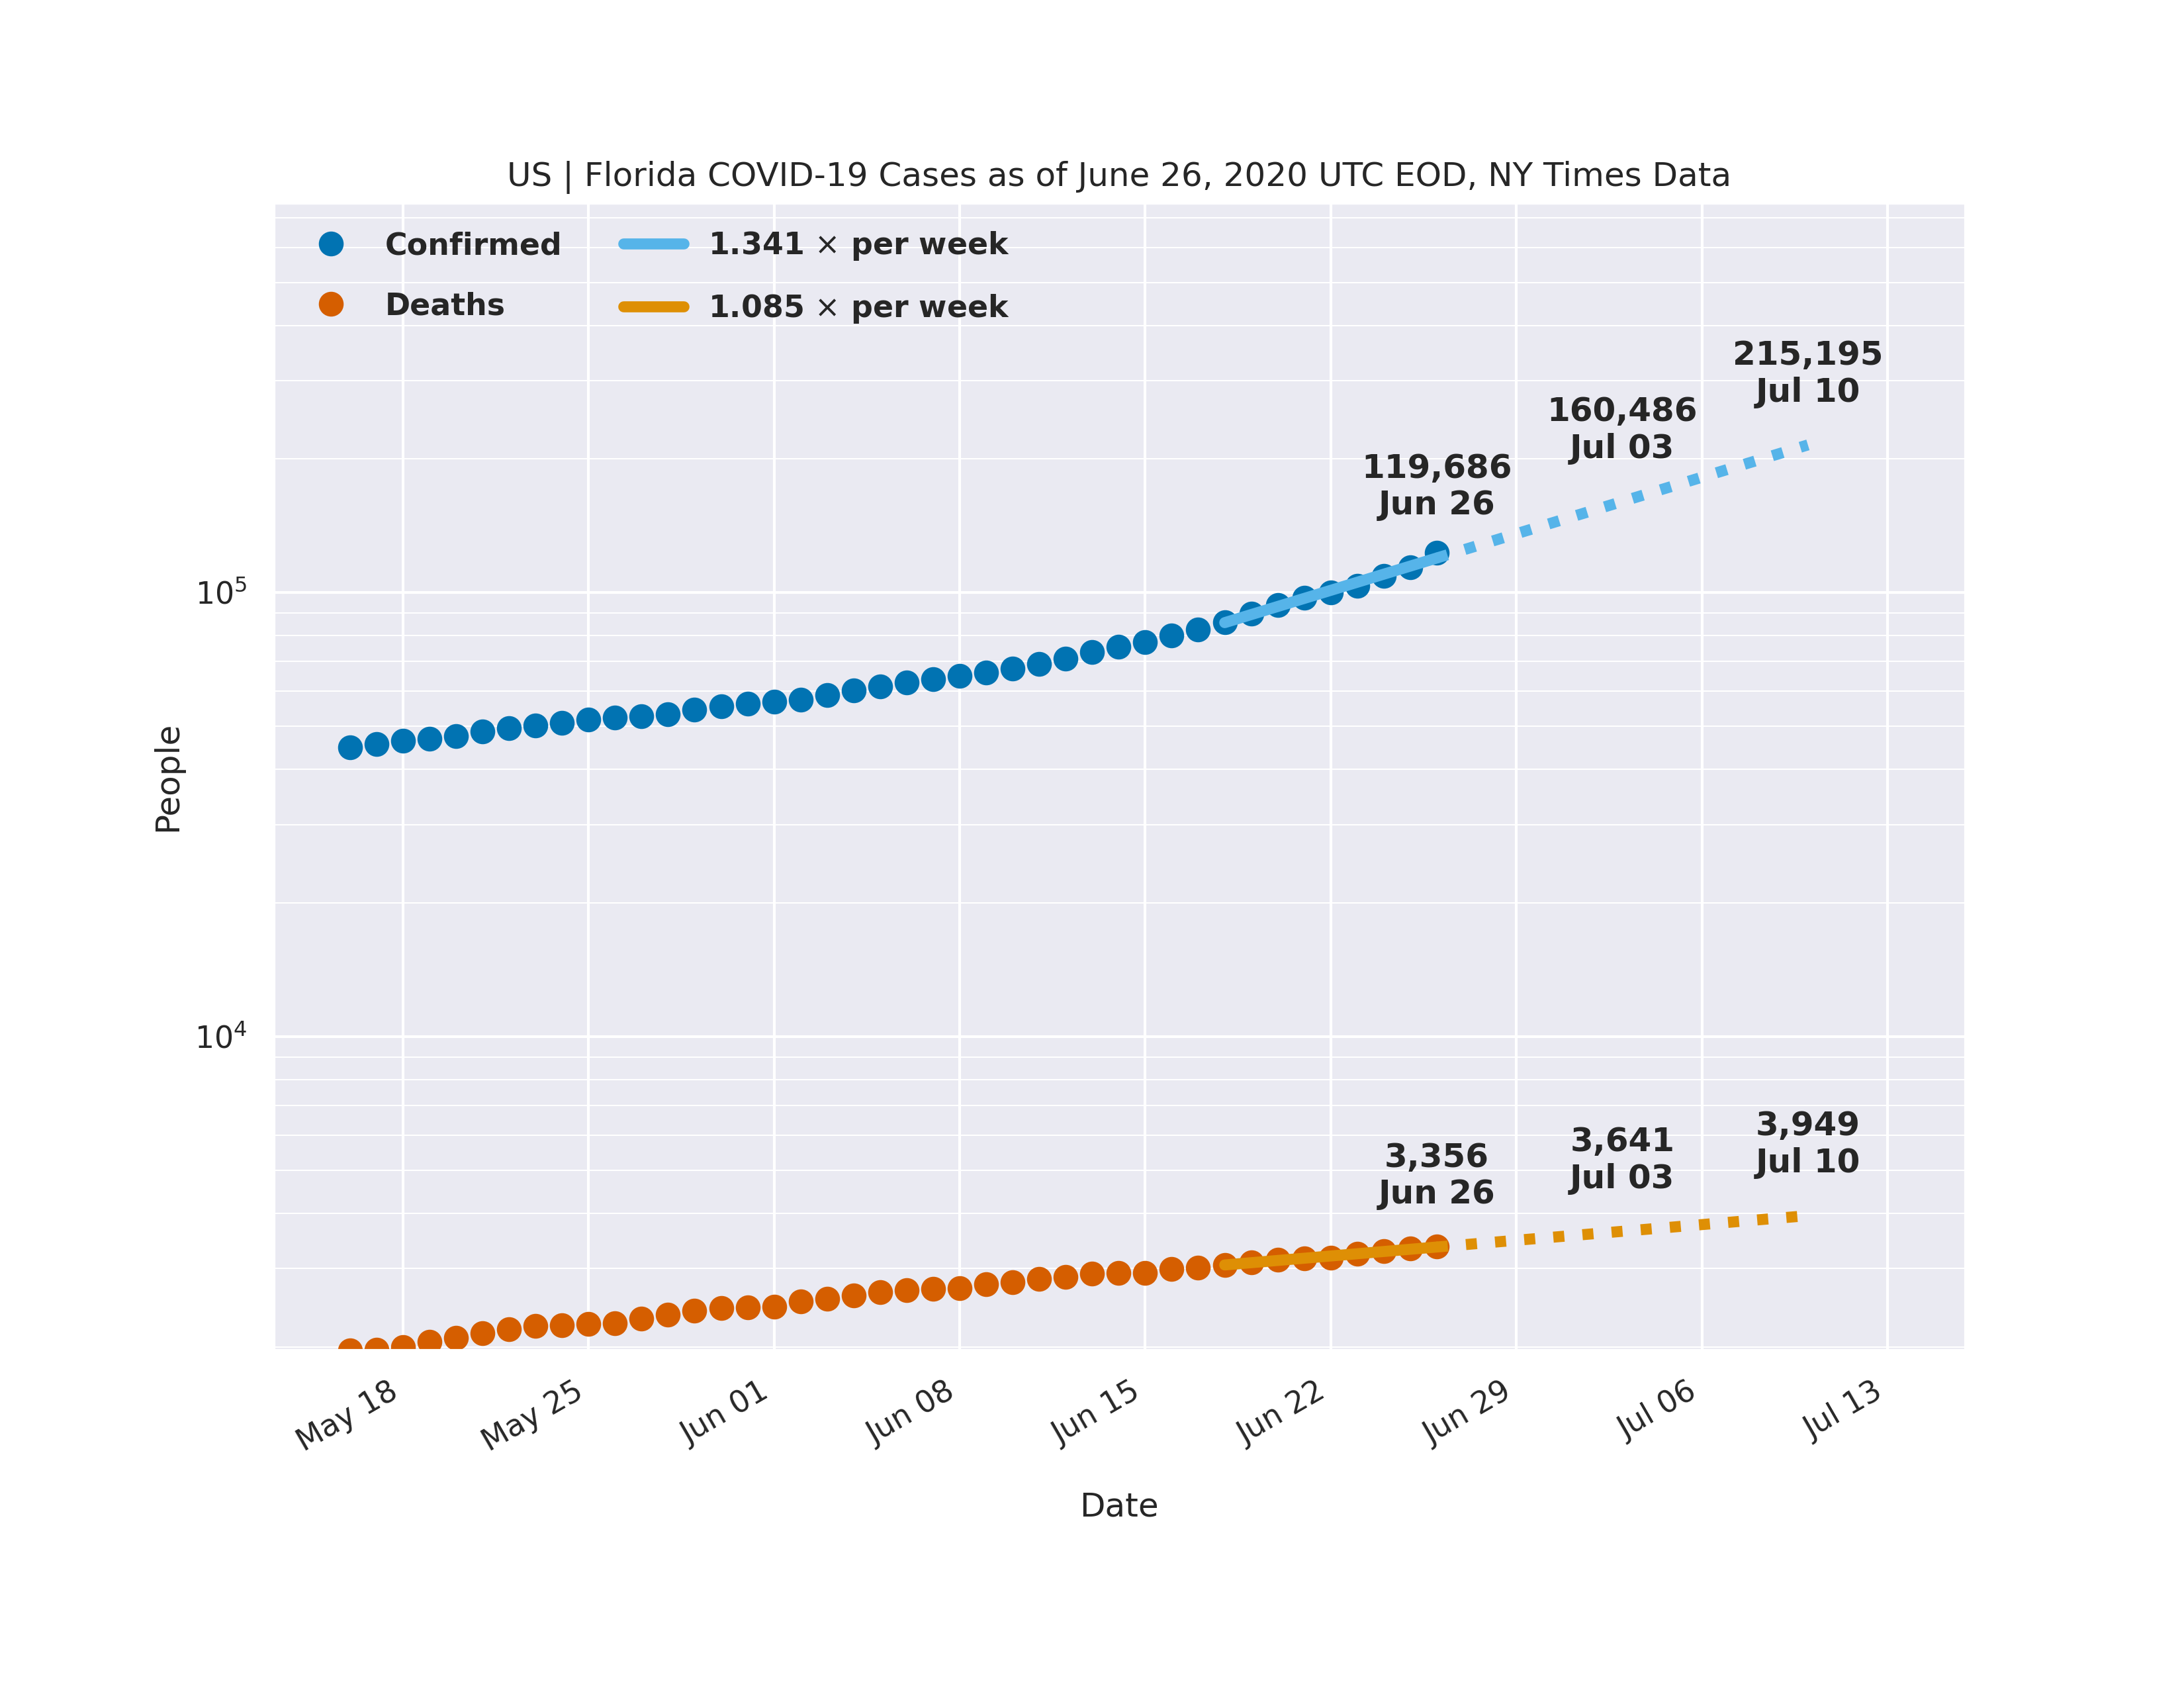 US | Florida COVID-19 Cases as of June 26, 2020 UTC EOD, NY Times Data
Confirmed
1.341 × per week
Deaths
1.085 × per week
215,195
Jul 10
160,486
Jul 03
119,686
Jun 26
10⁵
People
10⁴
3,949
Jul 10
3,641
Jul 03
3,356
Jun 26
May 18
May 25
Jun 01
Jun 08
Jun 15
Jun 22
Jun 29
Jul 06
Jul 13
Date